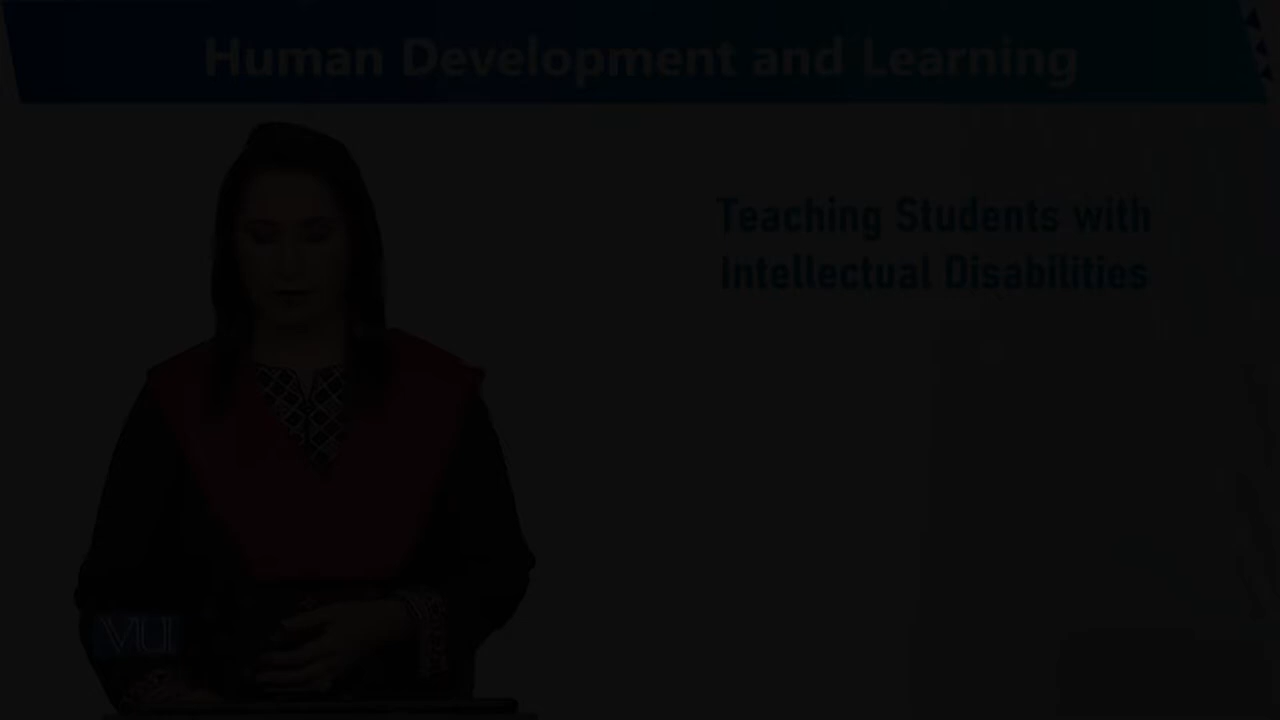 Human Development and Learning
Teaching Students with
Intellectual Disabilities
VU